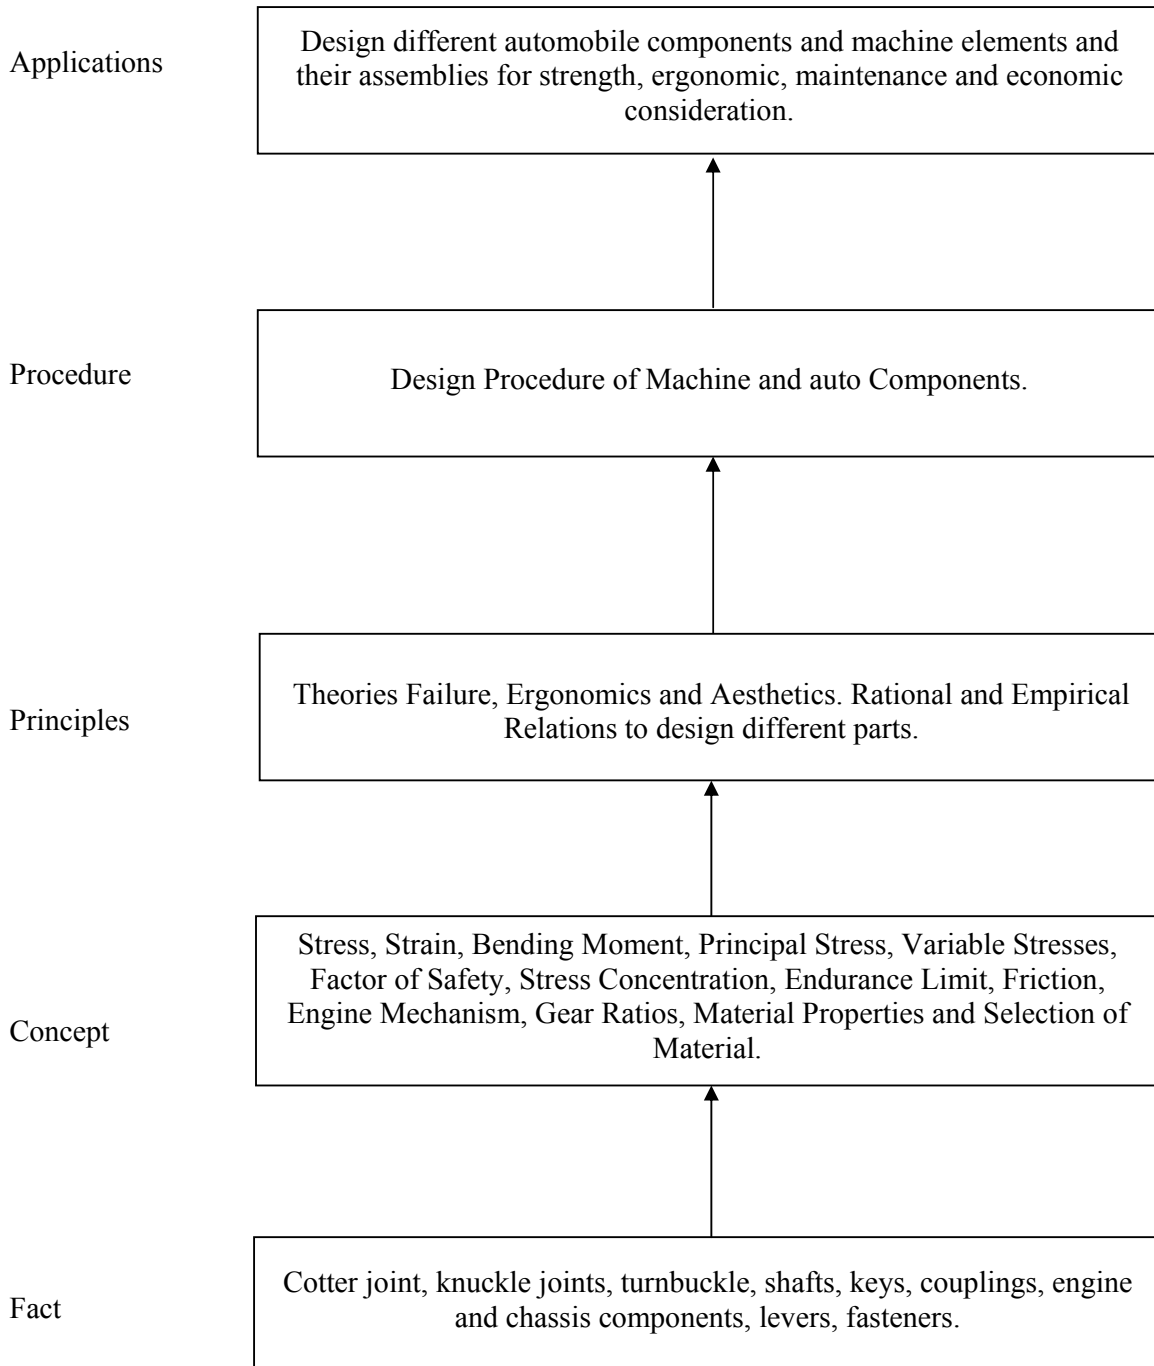 Applications
Design different automobile components and machine elements and
their assemblies for strength, ergonomic, maintenance and economic
consideration.
Procedure
Design Procedure of Machine and auto Components.
Principles
Theories Failure, Ergonomics and Aesthetics. Rational and Empirical
Relations to design different parts.
Concept
Stress, Strain, Bending Moment, Principal Stress, Variable Stresses,
Factor of Safety, Stress Concentration, Endurance Limit, Friction,
Engine Mechanism, Gear Ratios, Material Properties and Selection of
Material.
Fact
Cotter joint, knuckle joints, turnbuckle, shafts, keys, couplings, engine
and chassis components, levers, fasteners.